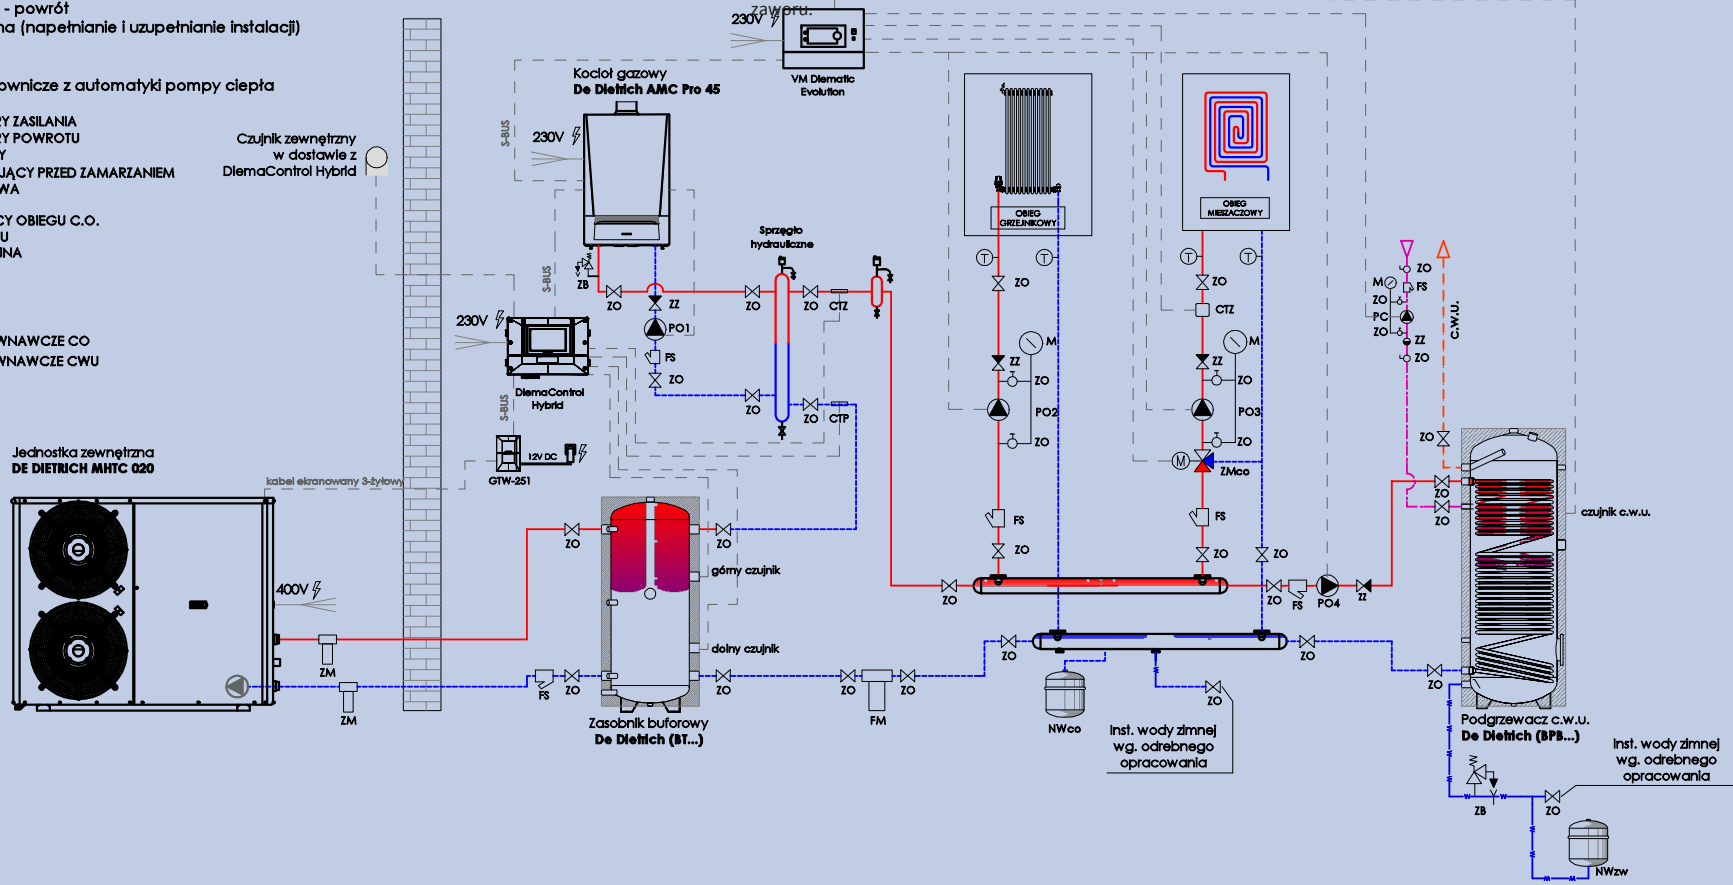 - powrót
na (napełnianie i uzupełnianie instalacji)
ownicze z automatyki pompy ciepła
Y ZASILANIA
Y POWROTU
Y
JĄCY PRZED ZAMARZANIEM
WA
CY OBIEGU C.O.
U
JNA
WNAWCZE CO
WNAWCZE CWU
Czujnik zewnętrzny
w dostawie z
DiemaControl Hybrid
Jednostka zewnętrzna
DE DIETRICH MHTC 020
kabel ekranowany 3-żyłowy
400V
ZM
ZM
Kocioł gazowy
De Dietrich AMC Pro 45
230V
S-BUS
S-BUS
S-BUS
230V
DiemaControl
Hybrid
GTW-251
12V DC
ZB
ZO
ZZ
PO1
FS
ZO
zaworu.
230V
VM Diematic
Evolution
Sprzęgło
hydrauliczne
ZO
ZO
CTZ
ZO
ZO
CTP
FS
ZO
ZO
ZO
ZO
górny czujnik
dolny czujnik
Zasobnik buforowy
De Dietrich (BT...)
ZO
FM
ZO
OBIEG
GRZEJNIKOWY
T
T
ZO
M
ZZ
ZO
PO2
ZO
FS
ZO
ZO
OBIEG
MIESZACZOWY
T
T
ZO
CTZ
M
ZZ
ZO
PO3
ZO
M
ZMco
FS
ZO
ZO
ZO
FS
PO4
ZZ
ZO
ZO
NWco
ZO
Inst. wody zimnej
wg. odrebnego
opracowania
ZO
FS
M
ZO
PC
ZO
ZZ
ZO
c.w.u.
ZO
ZO
ZO
ZO
czujnik c.w.u.
Podgrzewacz c.w.u.
De Dietrich (BPB...)
Inst. wody zimnej
wg. odrebnego
opracowania
ZB
ZO
NWzw